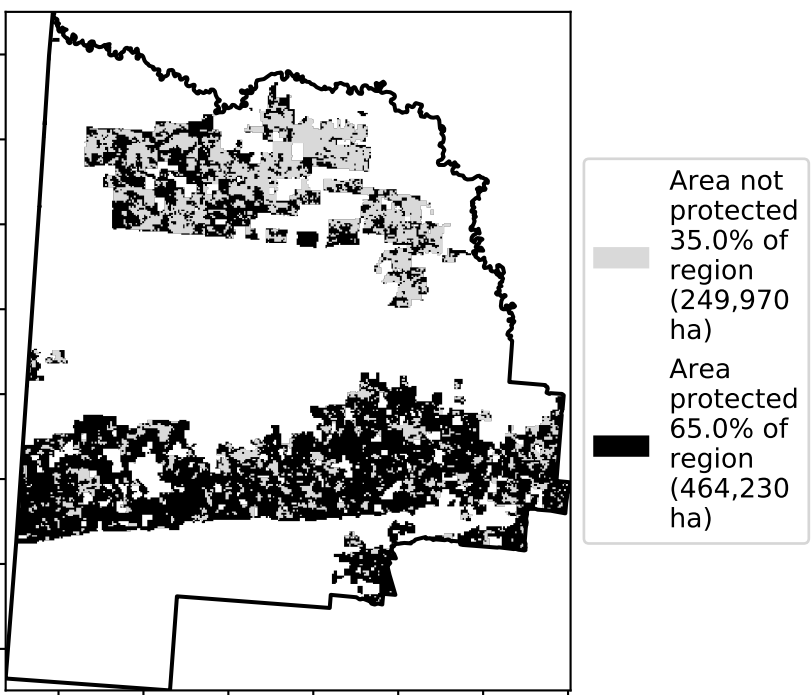 Area not
protected
35.0% of
region
(249,970
ha)
Area
protected
65.0% of
region
(464,230
ha)